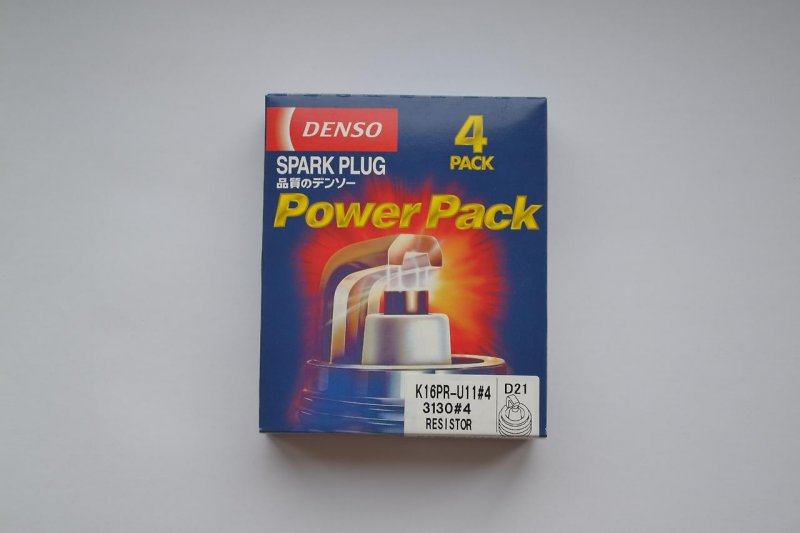 DENSO
4
PACK
SPARK PLUG
品質のデンソー
Power Pack
K16PR-U11#4
3130#4
RESISTOR
D21